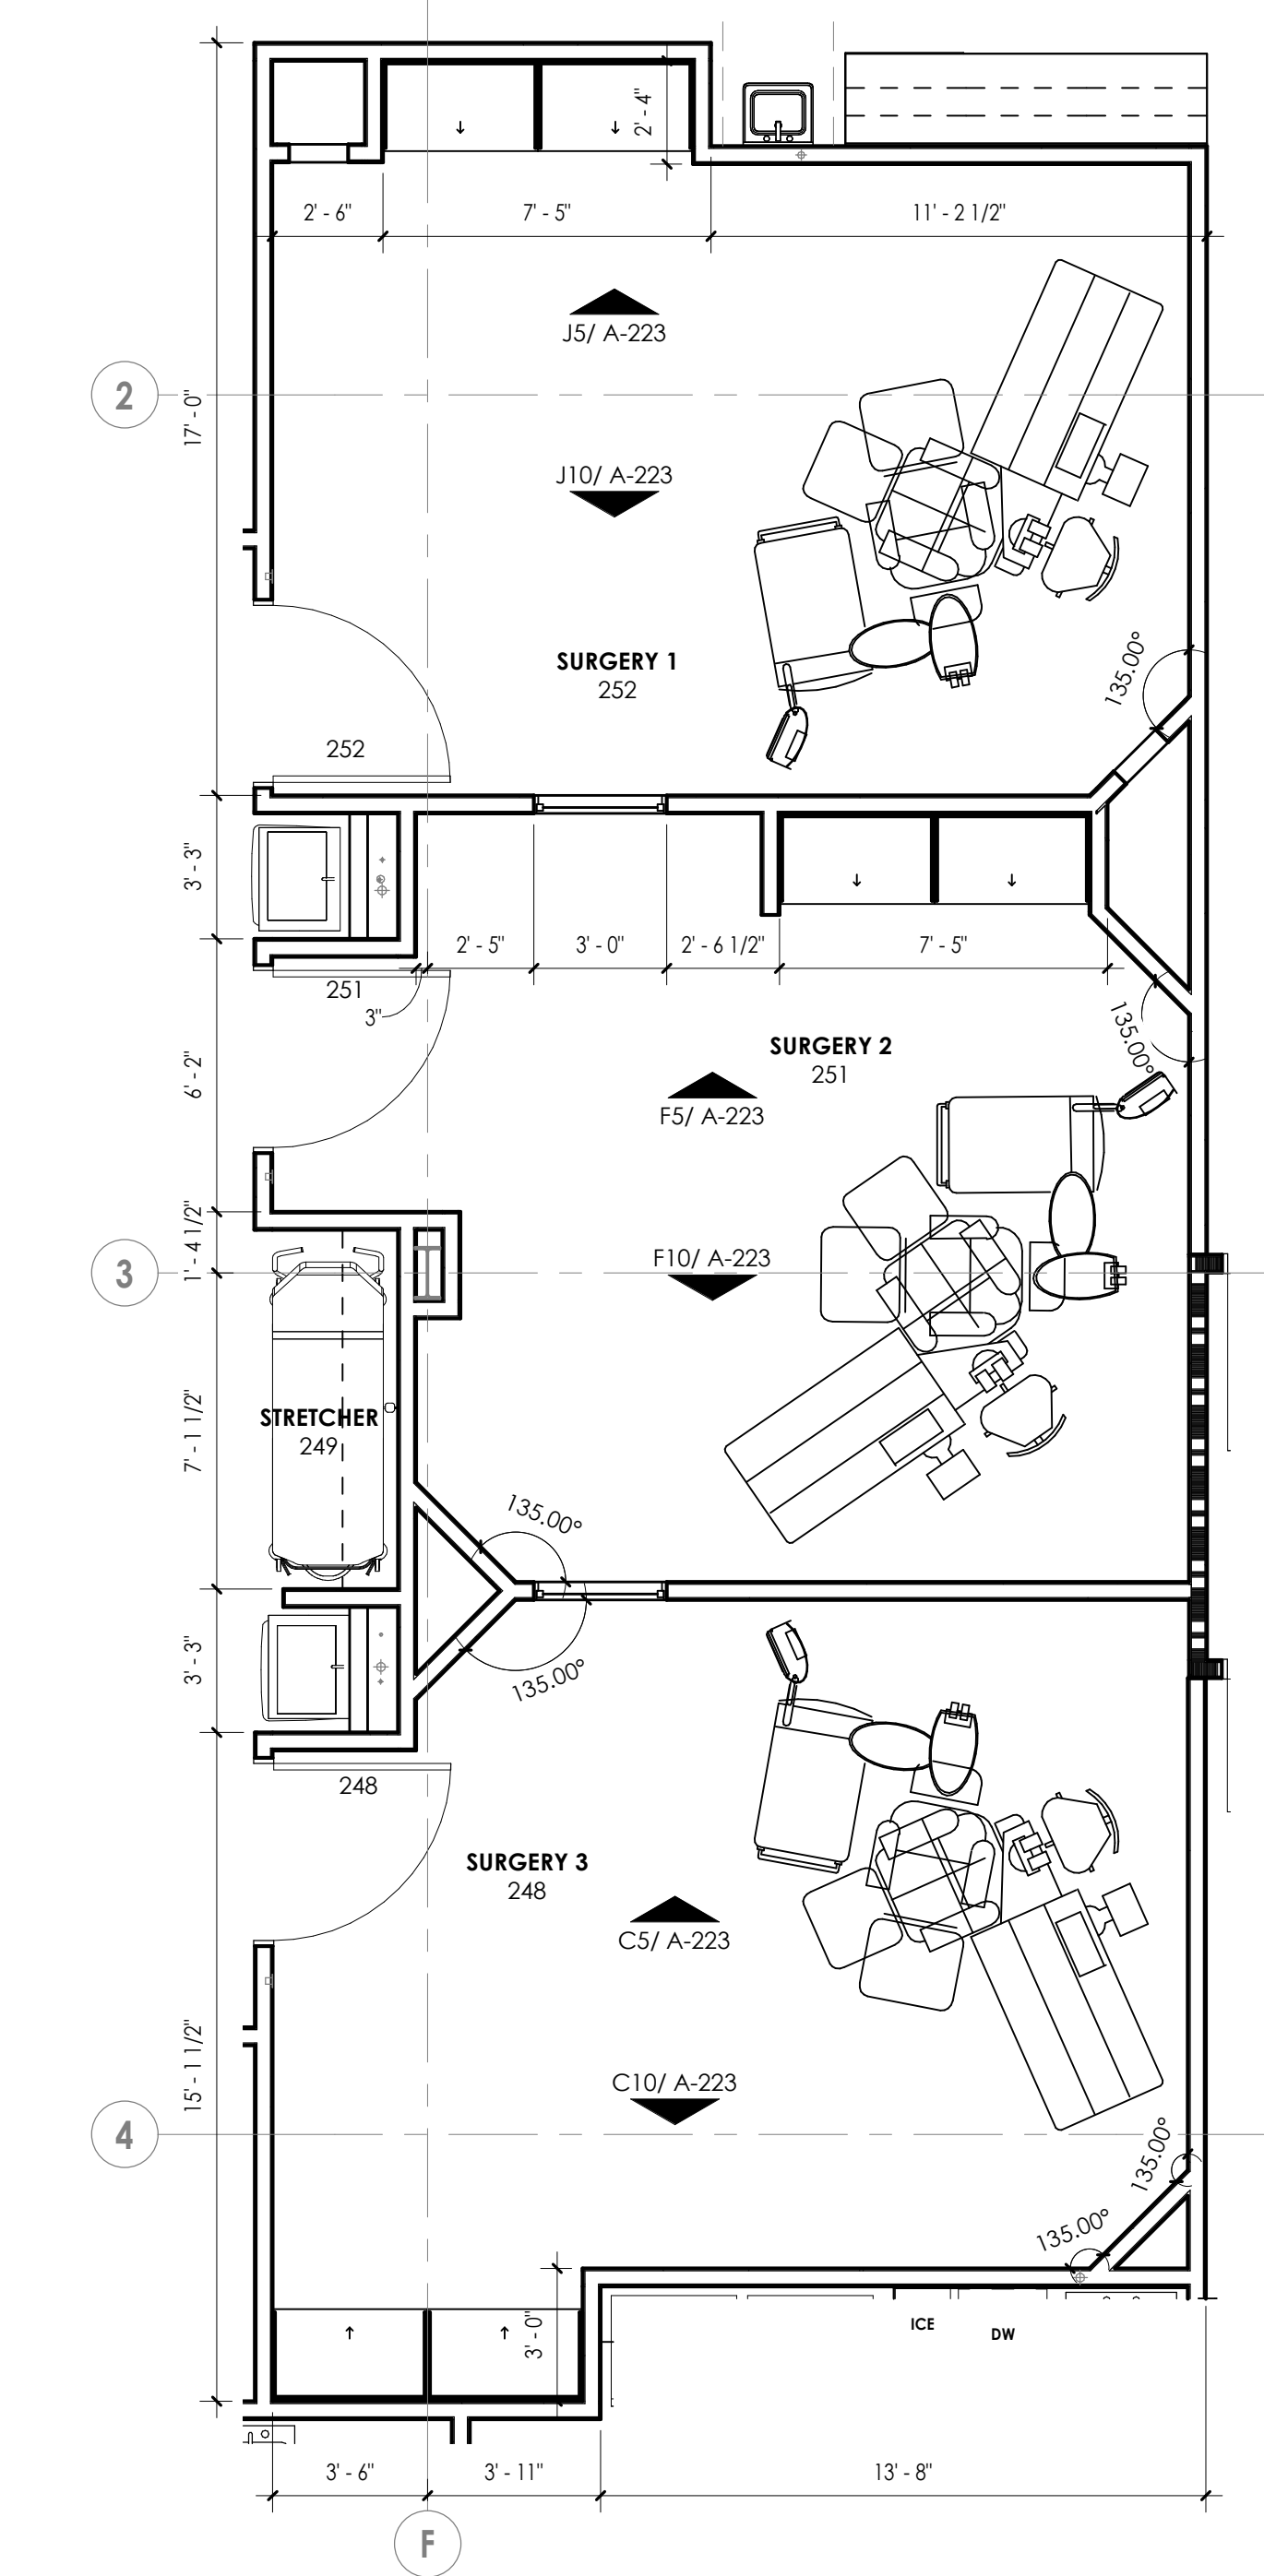 2' - 4"
2' - 6"
7' - 5"
11' - 2 1/2"
J5/ A-223
2
17' - 0"
J10/ A-223
SURGERY 1
252
135.00°
252
3' - 3"
2' - 5"
3' - 0"
2' - 6 1/2"
7' - 5"
251
3"
135.00°
SURGERY 2
251
6' - 2"
F5/ A-223
1' - 4 1/2"
3
F10/ A-223
7' - 1 1/2"
STRETCHER
249
135.00°
3' - 3"
135.00°
248
SURGERY 3
248
C5/ A-223
15' - 1 1/2"
C10/ A-223
4
135.00°
135.00°
3' - 0"
ICE
DW
3' - 6"
3' - 11"
13' - 8"
F